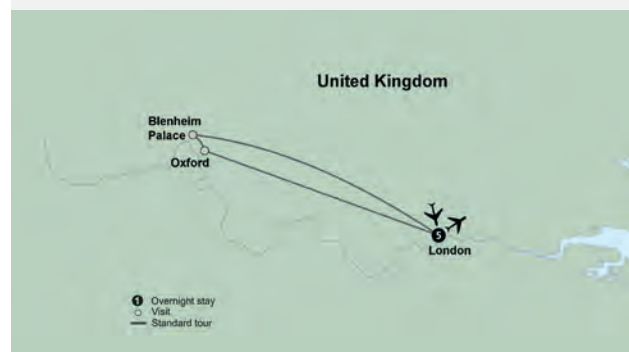 United Kingdom
Blenheim
Palace
Oxford
5
London
1 Overnight stay
Visit
Standard tour